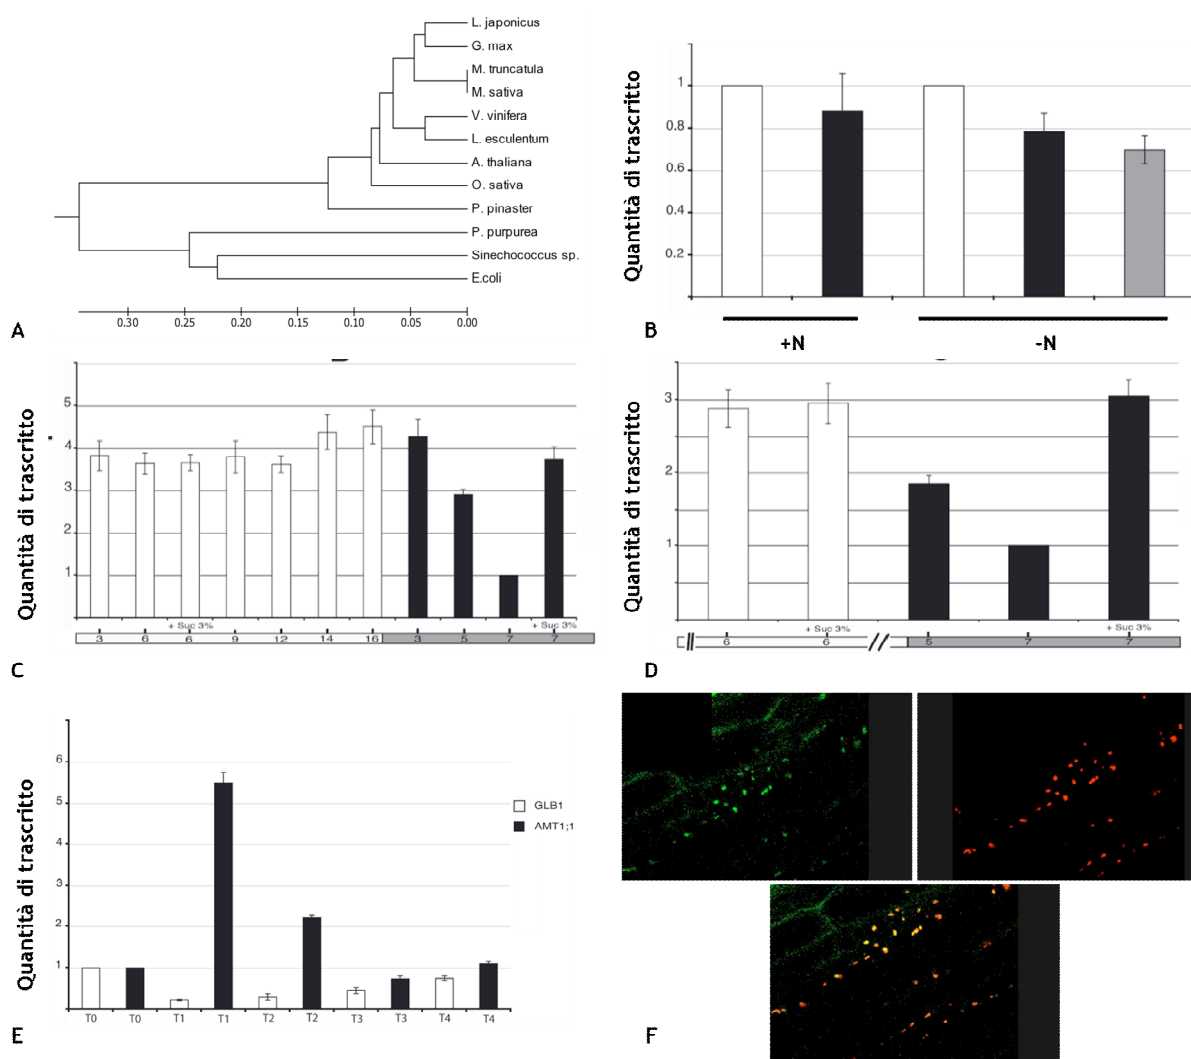 L. japonicus
G. max
M. truncatula
M. sativa
V. vinifera
L. esculentum
A. thaliana
O. sativa
P. pinaster
P. purpurea
Sinechococcus sp.
E.coli
0.30 0.25 0.20 0.15 0.10 0.05 0.00
A
Quantità di trascritto
1
0.8
0.6
0.4
0.2
+N -N
B
Quantità di trascritto
5
4
3
2
1
+ Suc 3% + Suc 3%
3 6 6 9 12 14 16 3 5 7 7
C
Quantità di trascritto
3
2
1
+ Suc 3% + Suc 3%
6 6 5 7 7
D
Quantità di trascritto
6
5
4
3
2
1
GLB1
AMT1;1
T0 T0 T1 T1 T2 T2 T3 T3 T4 T4
E
F